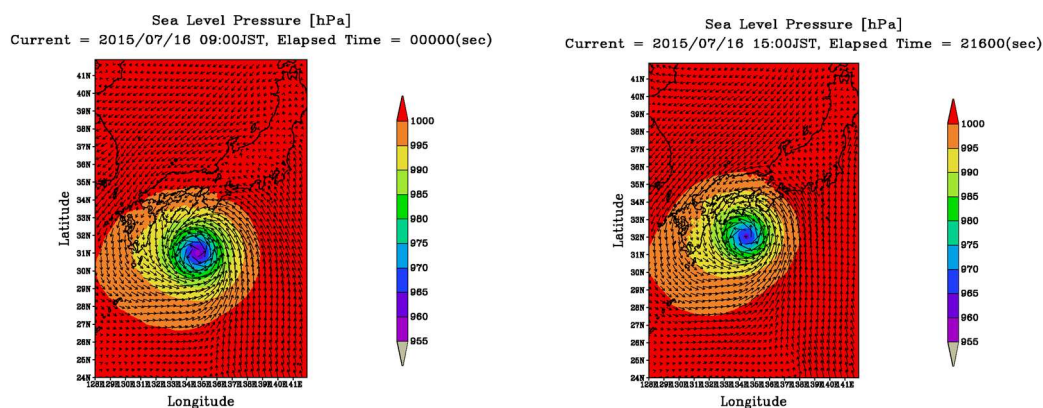 Sea Level Pressure [hPa]
Current = 2015/07/16 09:00JST, Elapsed Time = 00000(sec)
41N
40N
39N
38N
37N
36N
35N
34N
33N
32N
31N
30N
29N
28N
27N
26N
25N
24N
Latitude
Longitude
1000
995
990
985
980
975
970
965
960
955
Sea Level Pressure [hPa]
Current = 2015/07/16 15:00JST, Elapsed Time = 21600(sec)
41N
40N
39N
38N
37N
36N
35N
34N
33N
32N
31N
30N
29N
28N
27N
26N
25N
24N
Latitude
Longitude
1000
995
990
985
980
975
970
965
960
955